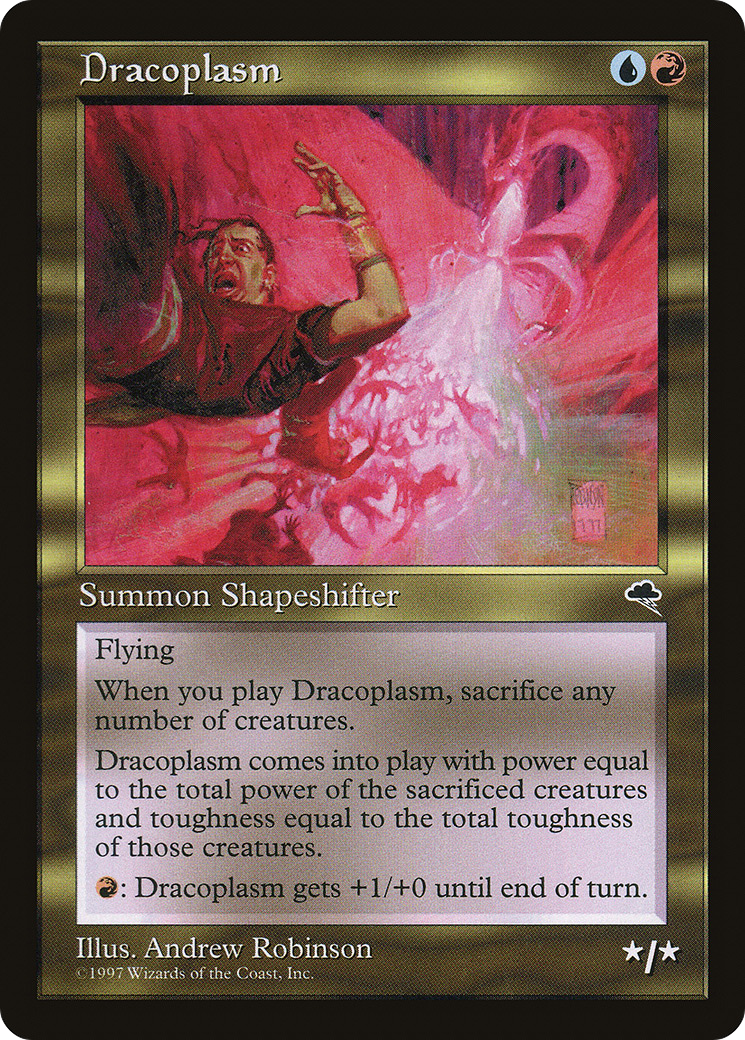 Dracoplasm
Summon Shapeshifter
Flying
When you play Dracoplasm, sacrifice any
number of creatures.
Dracoplasm comes into play with power equal
to the total power of the sacrificed creatures
and toughness equal to the total toughness
of those creatures.
: Dracoplasm gets +1/+0 until end of turn.
Illus. Andrew Robinson
©1997 Wizards of the Coast, Inc.
★/★